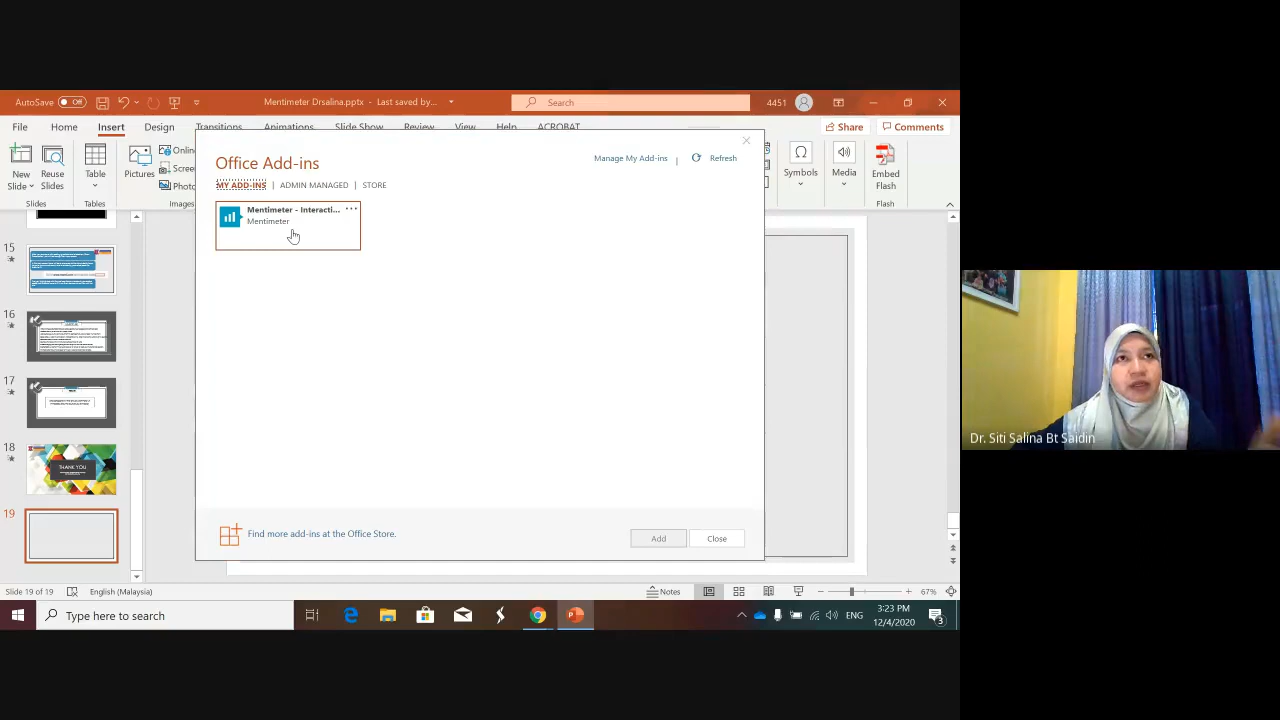 AutoSave Off Mentimeter Drsalina.pptx - Last saved by... Search 4451
File Home Insert Design Transitions Animations Slide Show Review View Help ACROBAT Share Comments
New Slide
Reuse Slides
Table
Pictures
Onlin
Scree
Photo
Symbols
Media
Embed Flash
Slides Tables Images Flash
Office Add-ins
Manage My Add-ins | Refresh
MY ADD-INS | ADMIN MANAGED | STORE
Mentimeter - Interacti... ...
Mentimeter
15
16
17
18
THANK YOU
19
Find more add-ins at the Office Store.
Add Close
Dr. Siti Salina Bt Saidin
Slide 19 of 19 English (Malaysia) Notes 67%
Type here to search
ENG
3:23 PM
12/4/2020
3